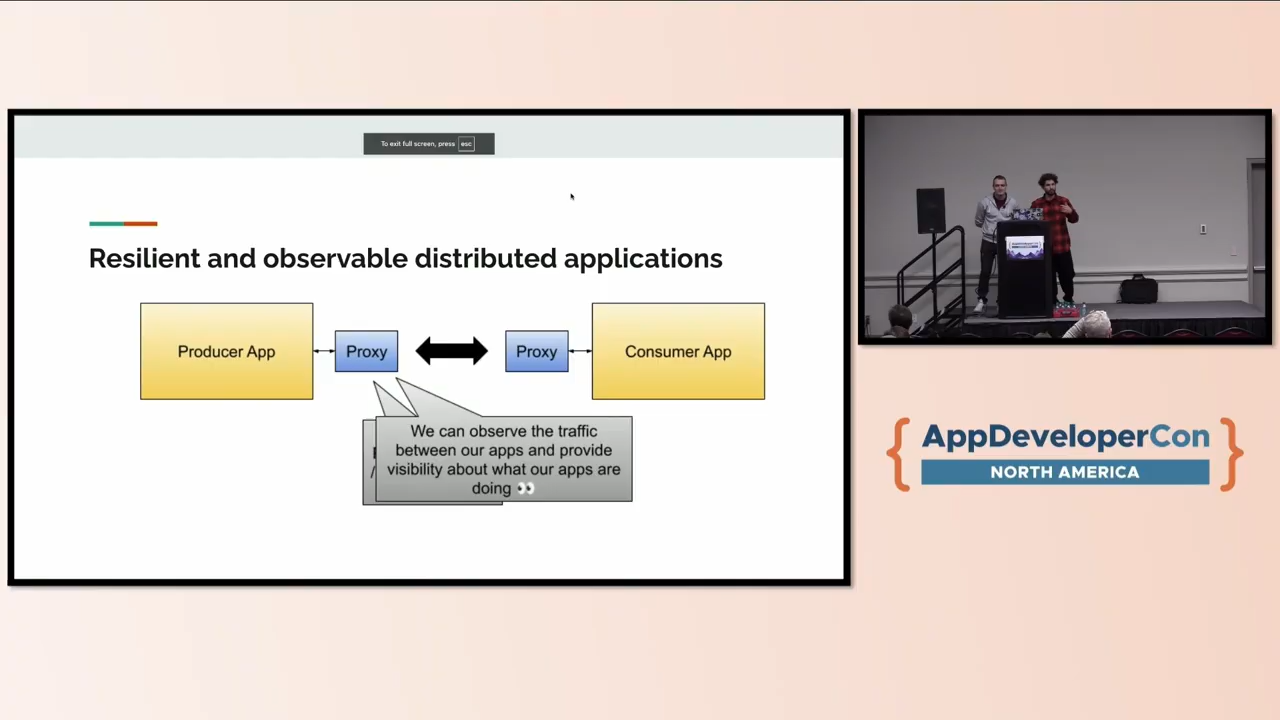 To exit full screen, press esc
Resilient and observable distributed applications
Producer App
Proxy
Proxy
Consumer App
We can observe the traffic
between our apps and provide
visibility about what our apps are
doing 👀
AppDeveloperCon
NORTH AMERICA